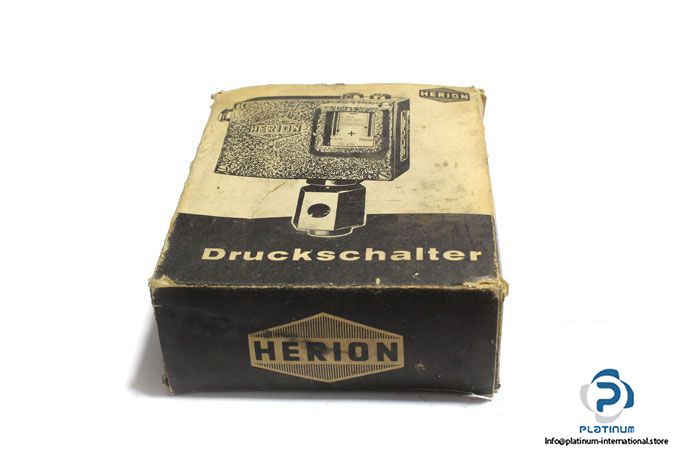 HERION
HERION
Druckschalter
HERION
PLATINUM
Info@platinum-international.store